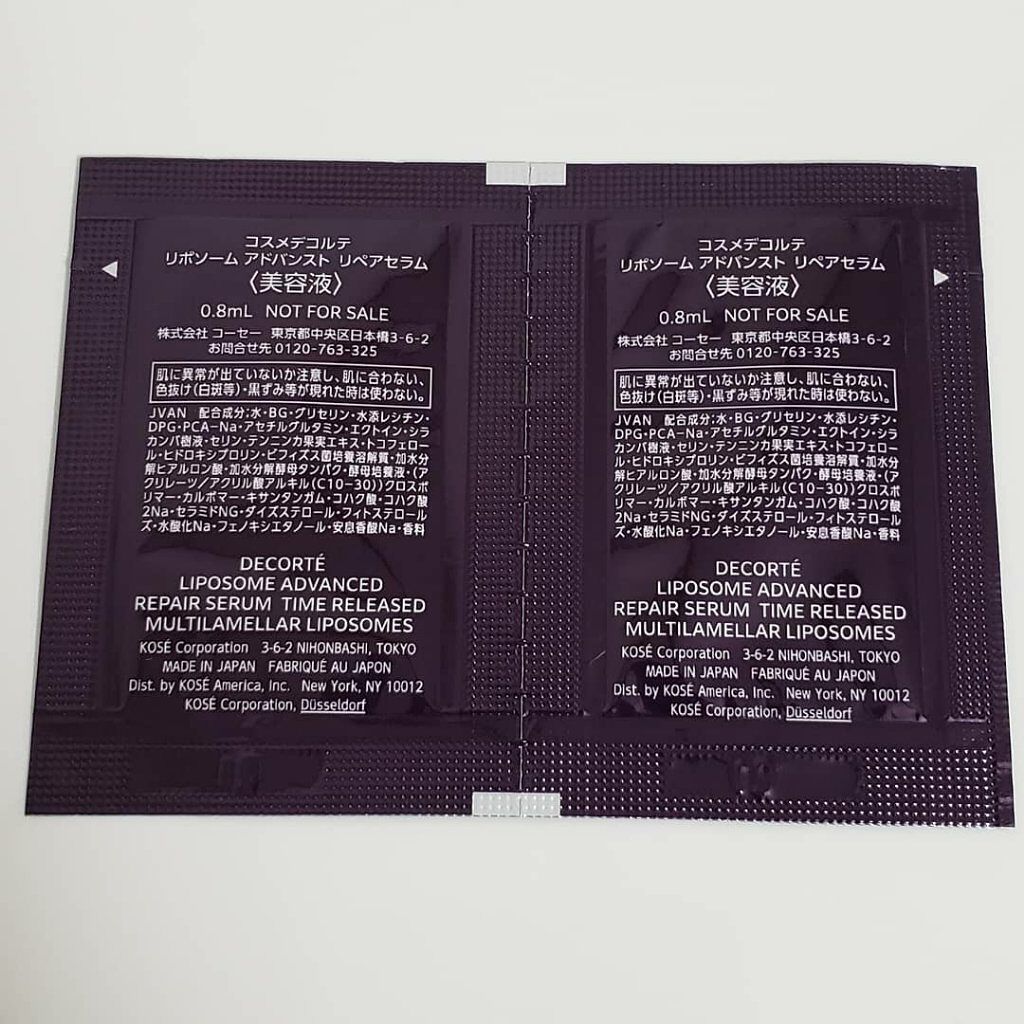 コスメデコルテ
リポソーム アドバンスト リペアセラム
〈美容液〉
0.8mL NOT FOR SALE
株式会社 コーセー 東京都中央区日本橋3-6-2
お問合せ先 0120-763-325
肌に異常が出ていないか注意し、肌に合わない、
色抜け(白斑等)・黒ずみ等が現れた時は使わない。
JVAN 配合成分:水・BG・グリセリン・水添レシチン・
DPG・PCA-Na・アセチルグルタミン・エクトイン・シラ
カンバ樹液・セリン・テンニンカ果実エキス・トコフェロ
ール・ヒドロキシプロリン・ビフィズス菌培養溶解質・加水分
解ヒアルロン酸・加水分解酵母タンパク・酵母培養液・(ア
クリレーツ/アクリル酸アルキル(C10-30))クロスポ
リマー・カルボマー・キサンタンガム・コハク酸・コハク酸
2Na・セラミドNG・ダイズステロール・フィトステロール
ズ・水酸化Na・フェノキシエタノール・安息香酸Na・香料
DECORTÉ
LIPOSOME ADVANCED
REPAIR SERUM TIME RELEASED
MULTILAMELLAR LIPOSOMES
KOSÉ Corporation 3-6-2 NIHONBASHI, TOKYO
MADE IN JAPAN FABRIQUÉ AU JAPON
Dist. by KOSÉ America, Inc. New York, NY 10012
KOSÉ Corporation, Düsseldorf
コスメデコルテ
リポソーム アドバンスト リペアセラム
〈美容液〉
0.8mL NOT FOR SALE
株式会社 コーセー 東京都中央区日本橋3-6-2
お問合せ先 0120-763-325
肌に異常が出ていないか注意し、肌に合わない、
色抜け(白斑等)・黒ずみ等が現れた時は使わない。
JVAN 配合成分:水・BG・グリセリン・水添レシチン・
DPG・PCA-Na・アセチルグルタミン・エクトイン・シラ
カンバ樹液・セリン・テンニンカ果実エキス・トコフェロー
ル・ヒドロキシプロリン・ビフィズス菌培養溶解質・加水分
解ヒアルロン酸・加水分解酵母タンパク・酵母培養液・(ア
クリレーツ/アクリル酸アルキル(C10-30))クロスポ
リマー・カルボマー・キサンタンガム・コハク酸・コハク酸
2Na・セラミドNG・ダイズステロール・フィトステロール
ズ・水酸化Na・フェノキシエタノール・安息香酸Na・香料
DECORTÉ
LIPOSOME ADVANCED
REPAIR SERUM TIME RELEASED
MULTILAMELLAR LIPOSOMES
KOSÉ Corporation 3-6-2 NIHONBASHI, TOKYO
MADE IN JAPAN FABRIQUÉ AU JAPON
Dist. by KOSÉ America, Inc. New York, NY 10012
KOSÉ Corporation, Düsseldorf